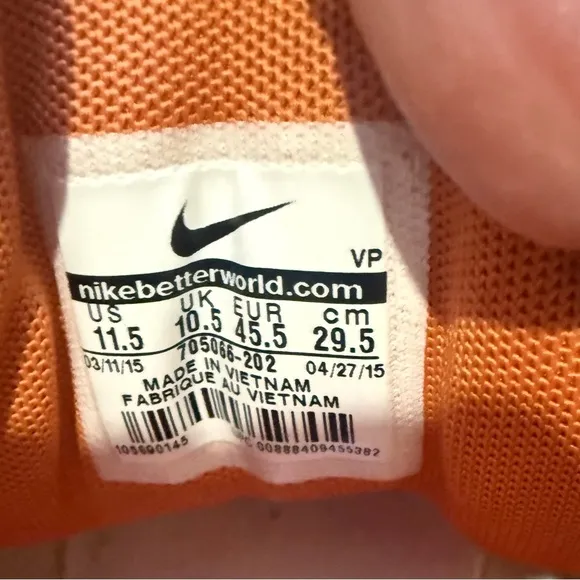 VP
nikebetterworld.com
US UK EUR cm
11.5 10.5 45.5 29.5
03/11/15 705066-202 04/27/15
MADE IN VIETNAM
FABRIQUE AU VIETNAM
105690145 UPC 00888409455382